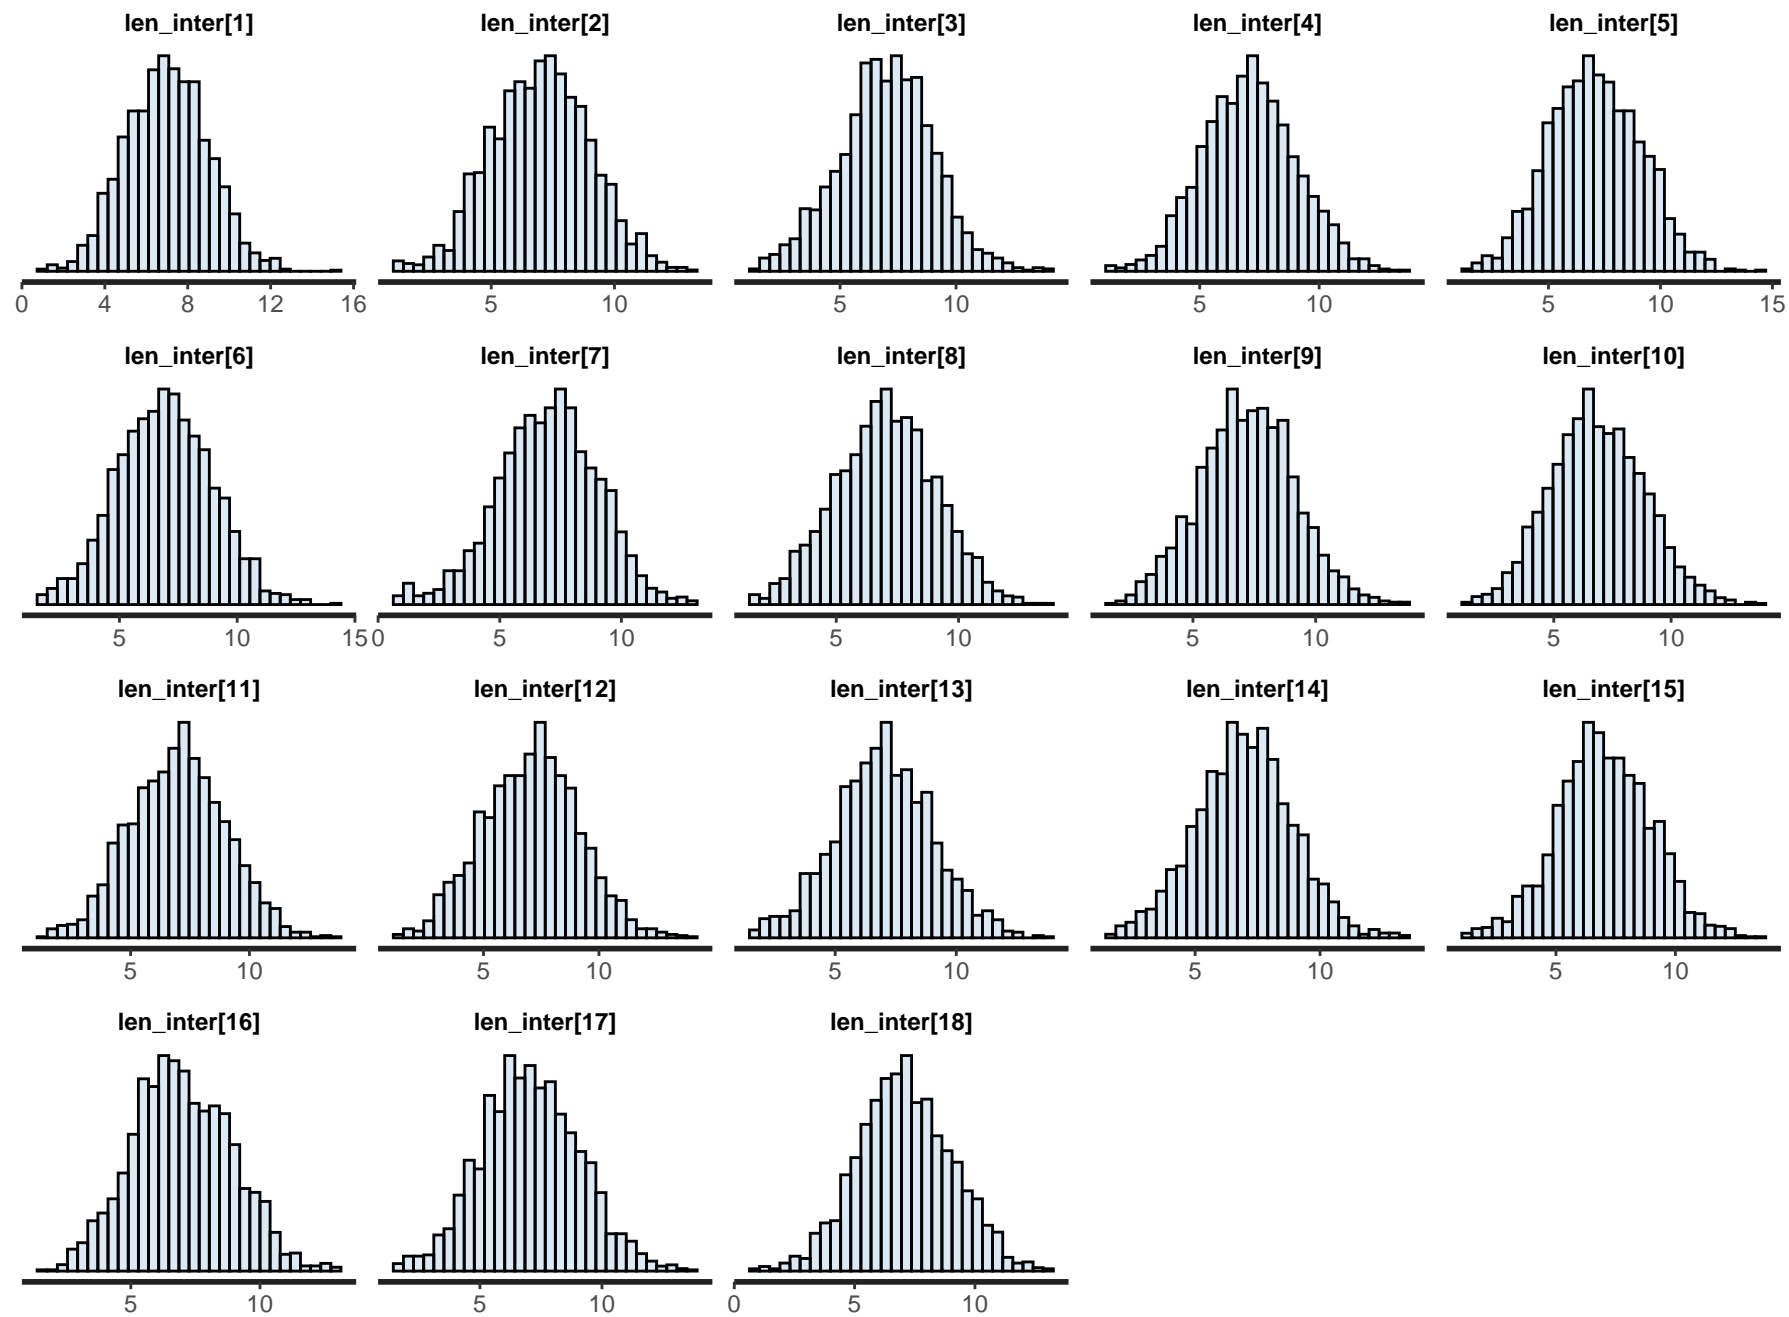 len_inter[1] len_inter[2] len_inter[3] len_inter[4] len_inter[5]
0 4 8 12 16 5 10 5 10 5 10 5 10 15
len_inter[6] len_inter[7] len_inter[8] len_inter[9] len_inter[10]
5 10 15 0 5 10 5 10 5 10 5 10
len_inter[11] len_inter[12] len_inter[13] len_inter[14] len_inter[15]
5 10 5 10 5 10 5 10 5 10
len_inter[16] len_inter[17] len_inter[18]
5 10 5 10 0 5 10